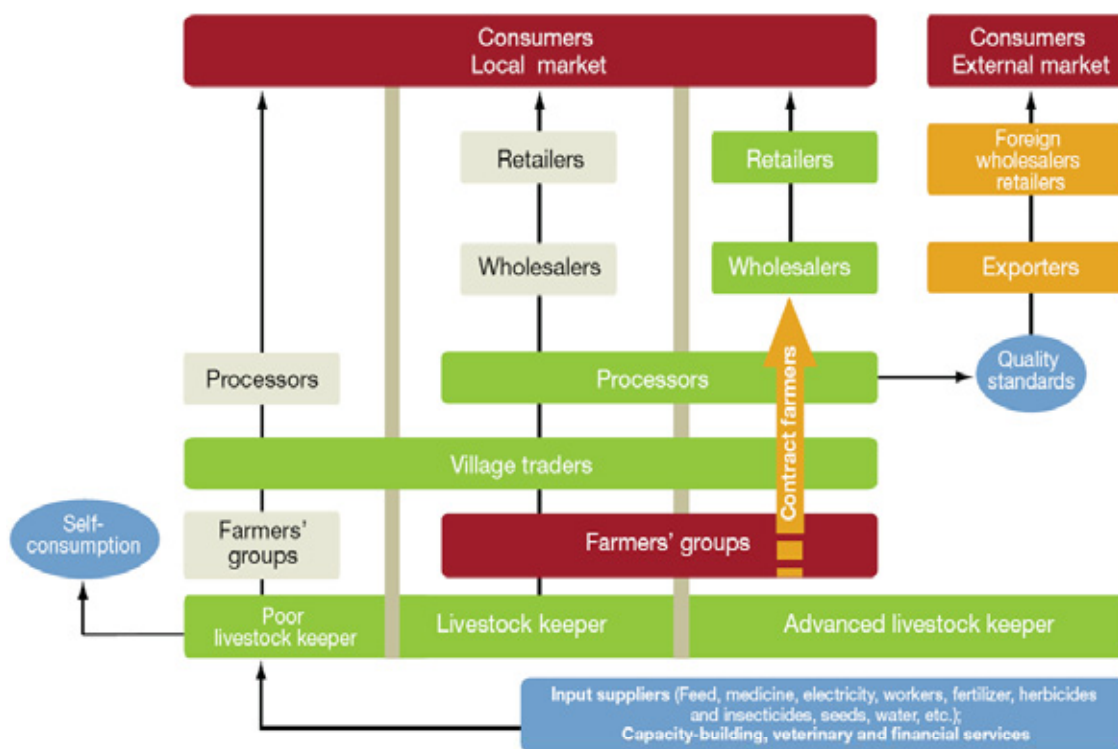 Consumers
Local market
Consumers
External market
Retailers
Retailers
Foreign
wholesalers
retailers
Wholesalers
Wholesalers
Exporters
Processors
Processors
Quality
standards
Contract farmers
Village traders
Self-
consumption
Farmers'
groups
Farmers' groups
Poor
livestock keeper
Livestock keeper
Advanced livestock keeper
Input suppliers (Feed, medicine, electricity, workers, fertilizer, herbicides
and insecticides, seeds, water, etc.);
Capacity-building, veterinary and financial services